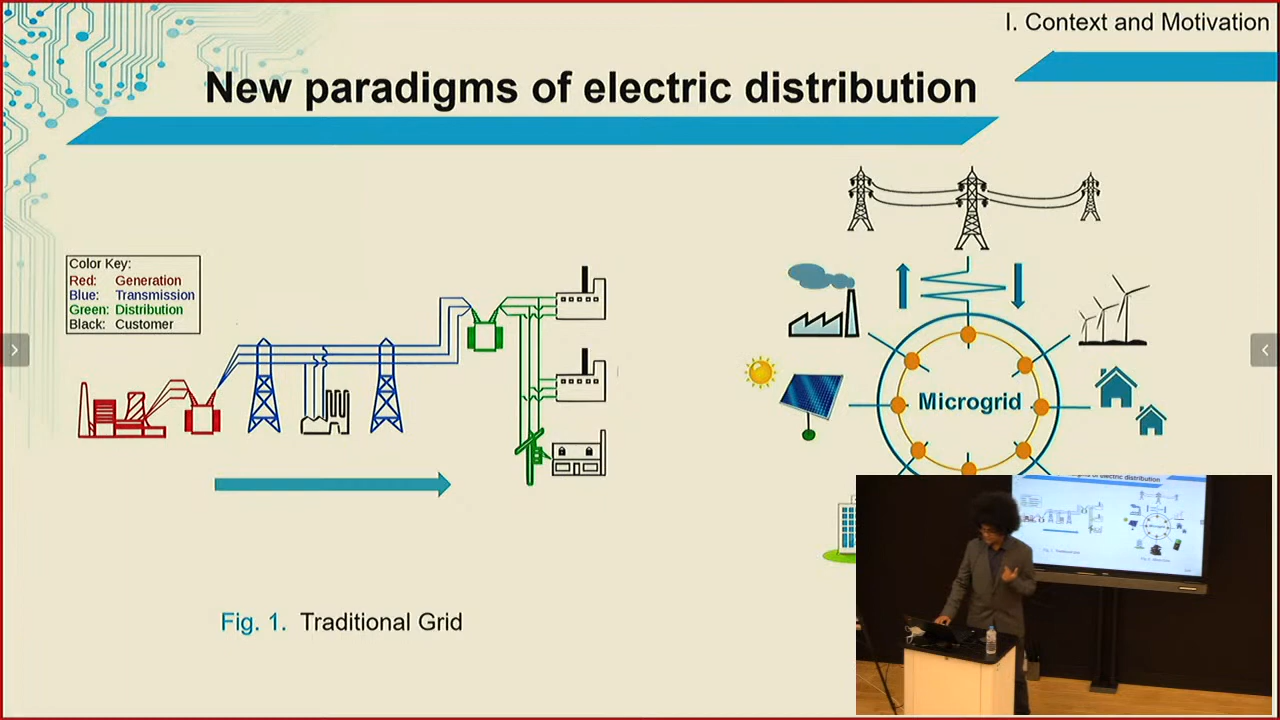 I. Context and Motivation
New paradigms of electric distribution
Color Key:
Red: Generation
Blue: Transmission
Green: Distribution
Black: Customer
Microgrid
Fig. 1. Traditional Grid